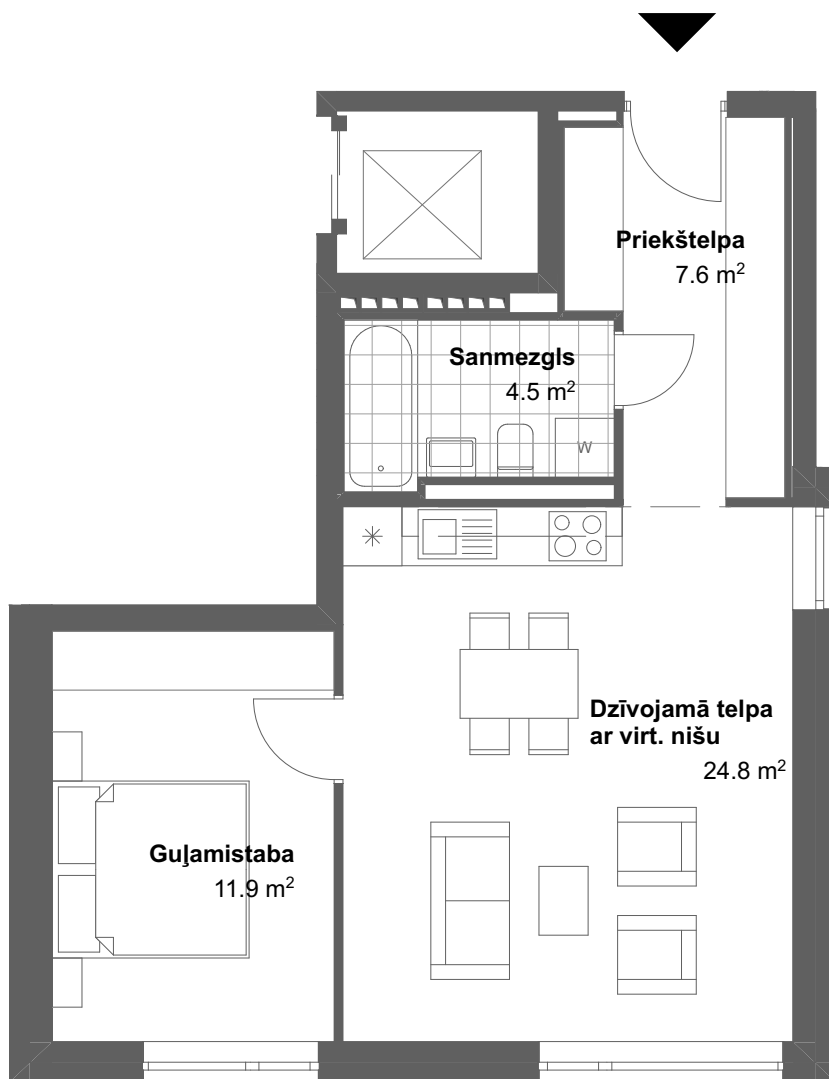 Priekštelpa
7.6 m²
Sanmezgls
4.5 m²
W
Dzīvojamā telpa
ar virt. nišu
24.8 m²
Guļamistaba
11.9 m²